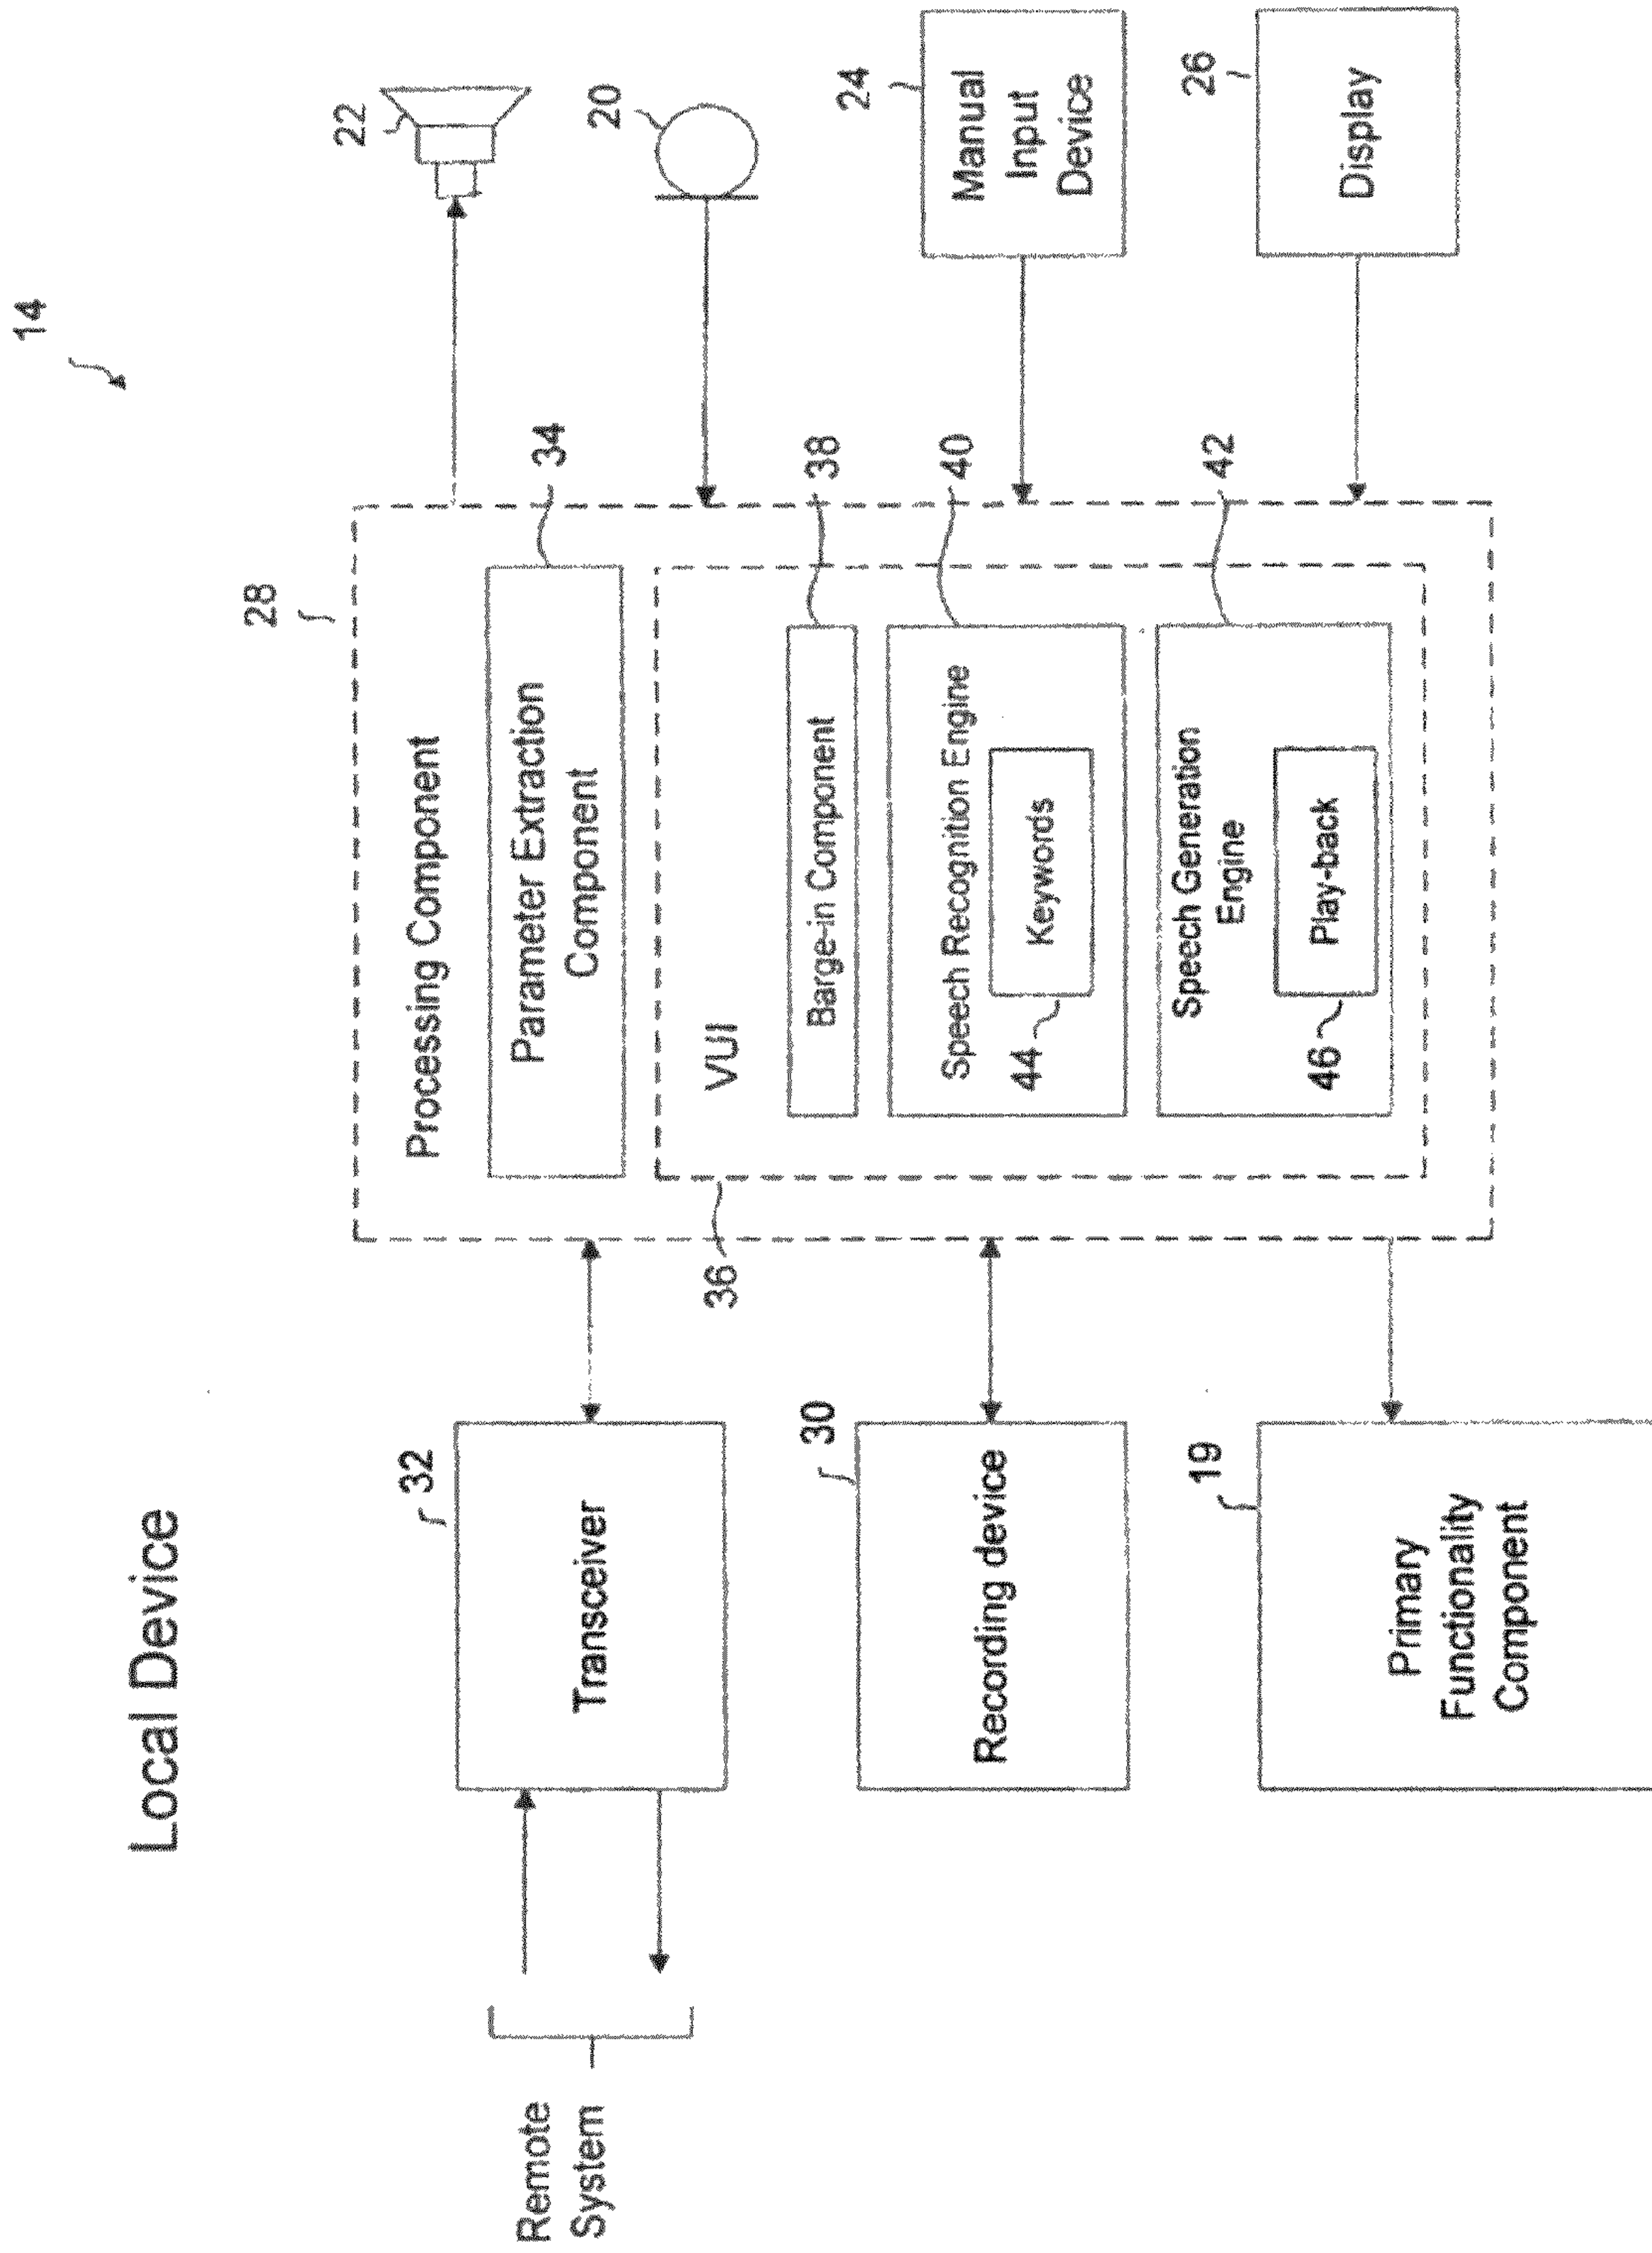 Local Device
14
Remote
System
32
Transceiver
30
Recording device
19
Primary
Functionality
Component
28
Processing Component
34
Parameter Extraction
Component
36
VUI
38
Barge-in Component
40
Speech Recognition Engine
44
Keywords
42
Speech Generation
Engine
46
Play-back
22
20
24
Manual
Input
Device
26
Display